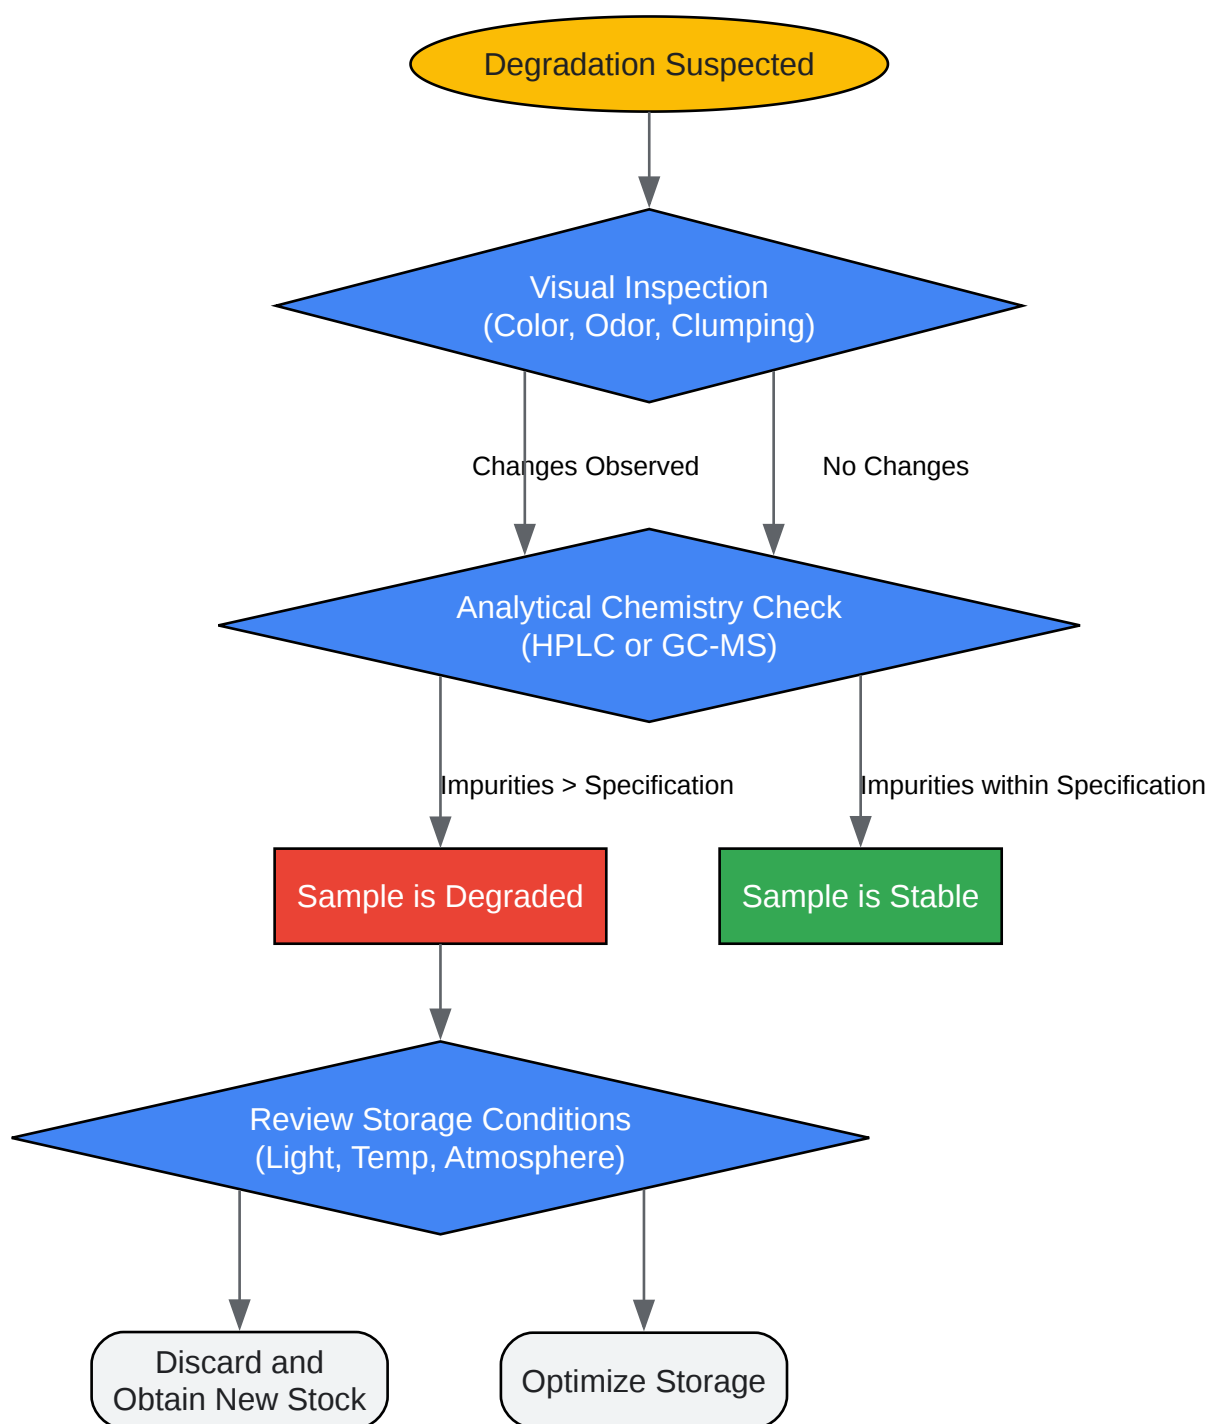 Degradation Suspected
Visual Inspection
(Color, Odor, Clumping)
Changes Observed
No Changes
Analytical Chemistry Check
(HPLC or GC-MS)
Impurities > Specification
Impurities within Specification
Sample is Degraded
Sample is Stable
Review Storage Conditions
(Light, Temp, Atmosphere)
Discard and
Obtain New Stock
Optimize Storage